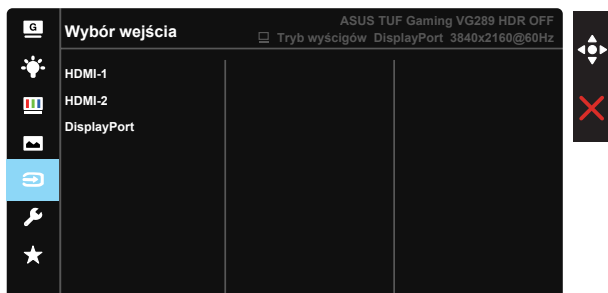 G
Wybór wejścia
ASUS TUF Gaming VG289 HDR OFF
Tryb wyścigów DisplayPort 3840x2160@60Hz
HDMI-1
HDMI-2
DisplayPort